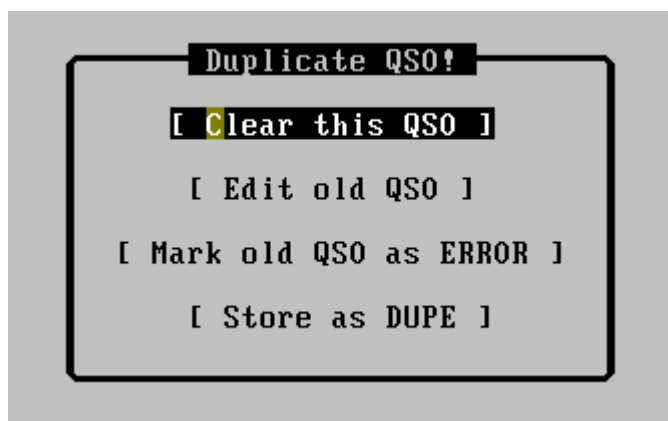 Duplicate QSO!
[ Clear this QSO ]
[ Edit old QSO ]
[ Mark old QSO as ERROR ]
[ Store as DUPE ]